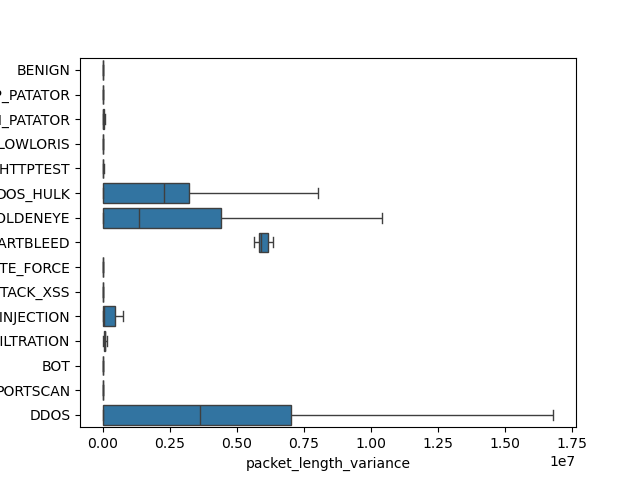 BENIGN
P_PATATOR
H_PATATOR
LOWLORIS
HTTPTEST
DOS_HULK
OLDENEYE
ARTBLEED
TE_FORCE
TACK_XSS
INJECTION
ILTRATION
BOT
PORTSCAN
DDOS
0.00 0.25 0.50 0.75 1.00 1.25 1.50 1.75
1e7
packet_length_variance